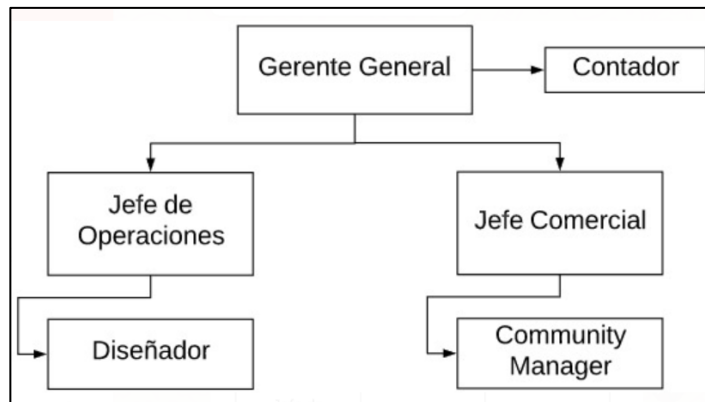 Gerente General
Contador
Jefe de
Operaciones
Jefe Comercial
Diseñador
Community
Manager